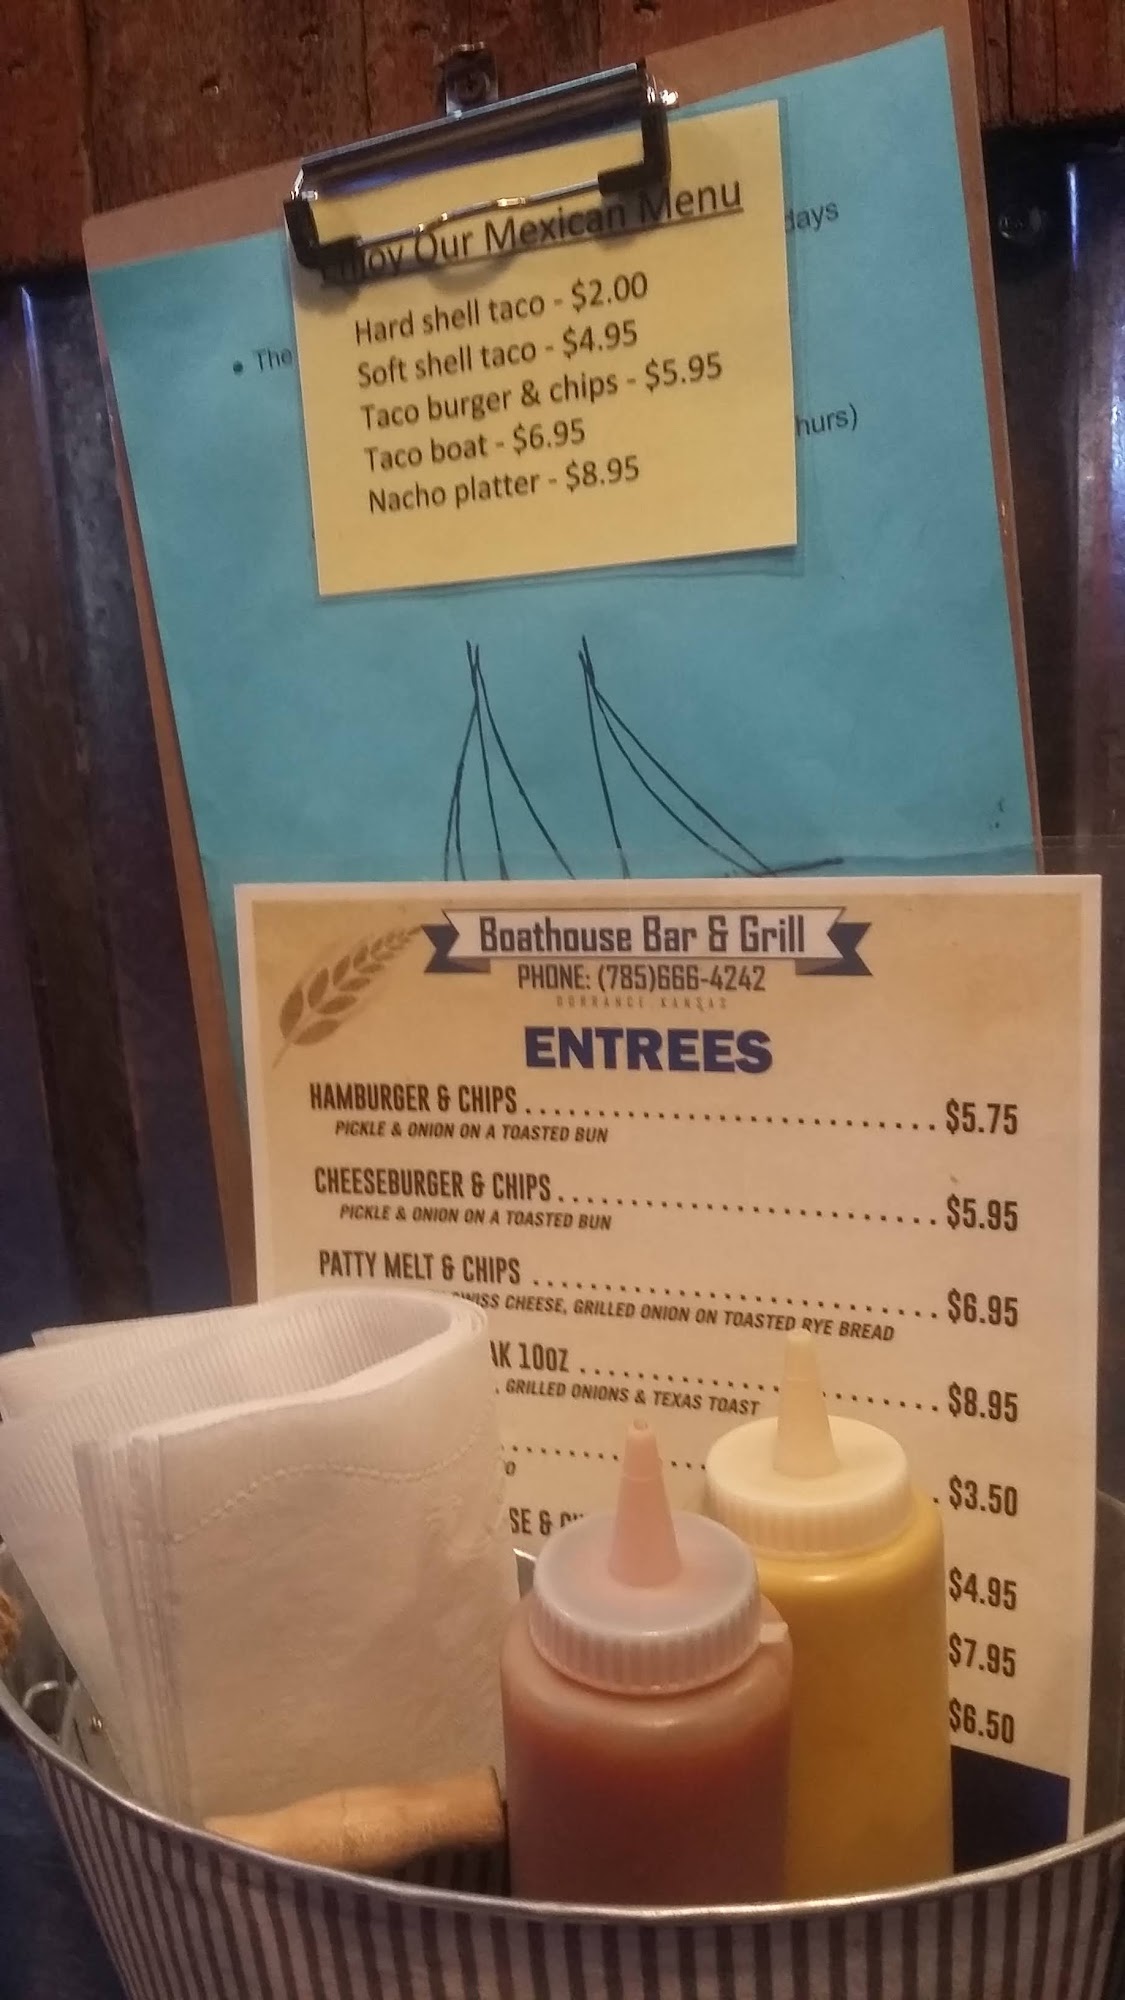 Enjoy Our Mexican Menu
days
Hard shell taco - $2.00
• The
Soft shell taco - $4.95
Taco burger & chips - $5.95
hurs)
Taco boat - $6.95
Nacho platter - $8.95
Boathouse Bar & Grill
PHONE: (785)666-4242
DORRANCE, KANSAS
ENTREES
HAMBURGER & CHIPS........................... $5.75
PICKLE & ONION ON A TOASTED BUN
CHEESEBURGER & CHIPS........................ $5.95
PICKLE & ONION ON A TOASTED BUN
PATTY MELT & CHIPS .......................... $6.95
SWISS CHEESE, GRILLED ONION ON TOASTED RYE BREAD
AK 10OZ ........................ $8.95
, GRILLED ONIONS & TEXAS TOAST
$3.50
SE &
$4.95
$7.95
$6.50